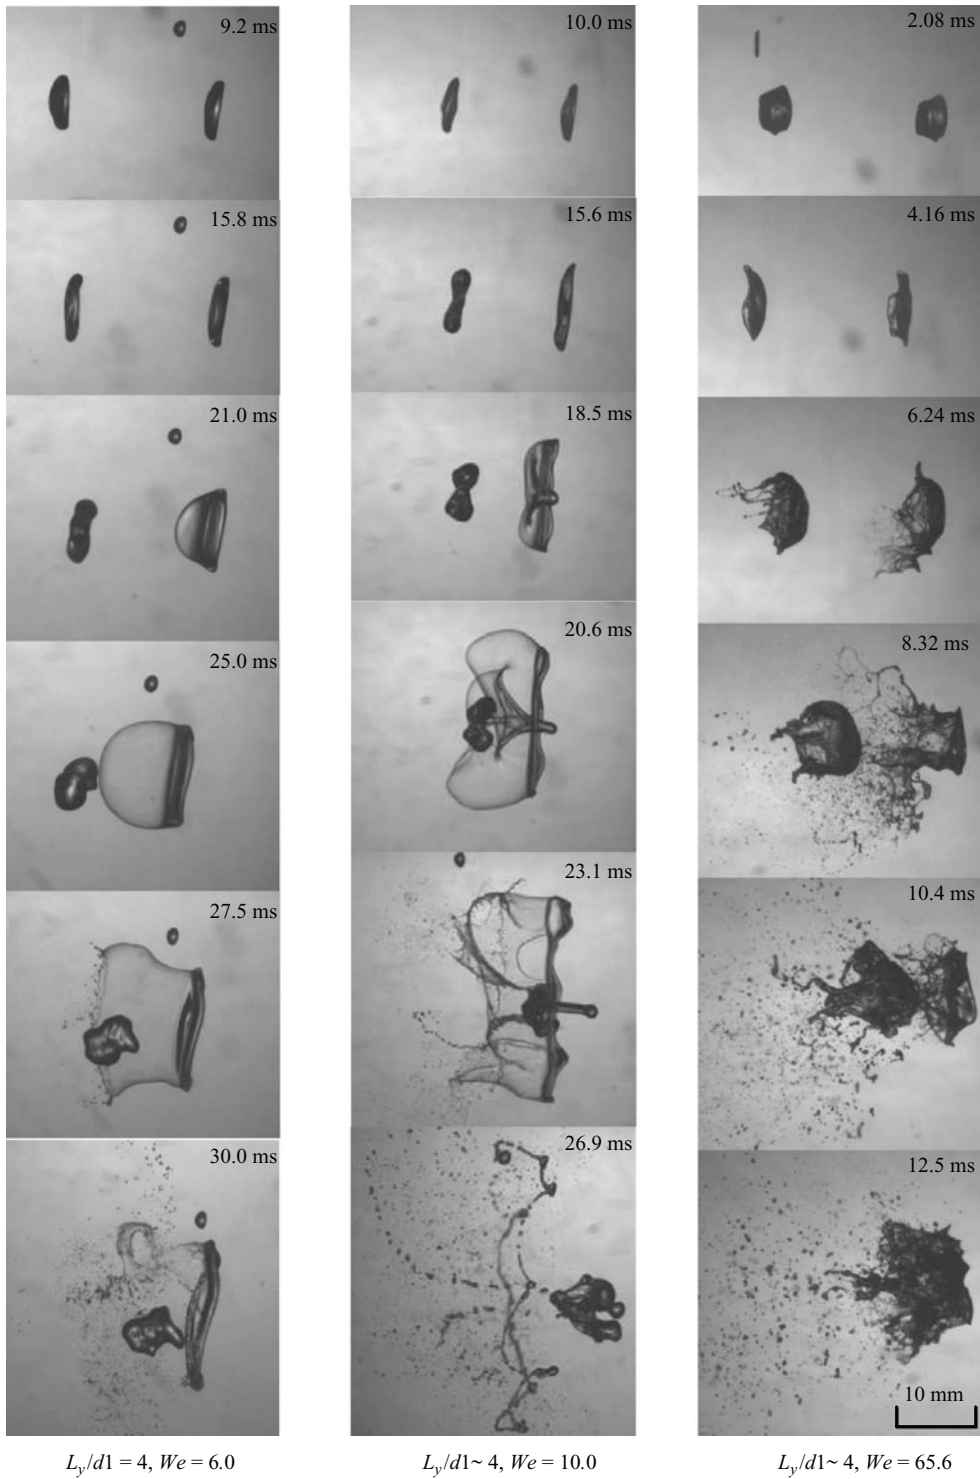 9.2 ms
15.8 ms
21.0 ms
25.0 ms
27.5 ms
30.0 ms
L_y/d1 = 4, We = 6.0
10.0 ms
15.6 ms
18.5 ms
20.6 ms
23.1 ms
26.9 ms
L_y/d1~ 4, We = 10.0
2.08 ms
4.16 ms
6.24 ms
8.32 ms
10.4 ms
12.5 ms
10 mm
L_y/d1~ 4, We = 65.6